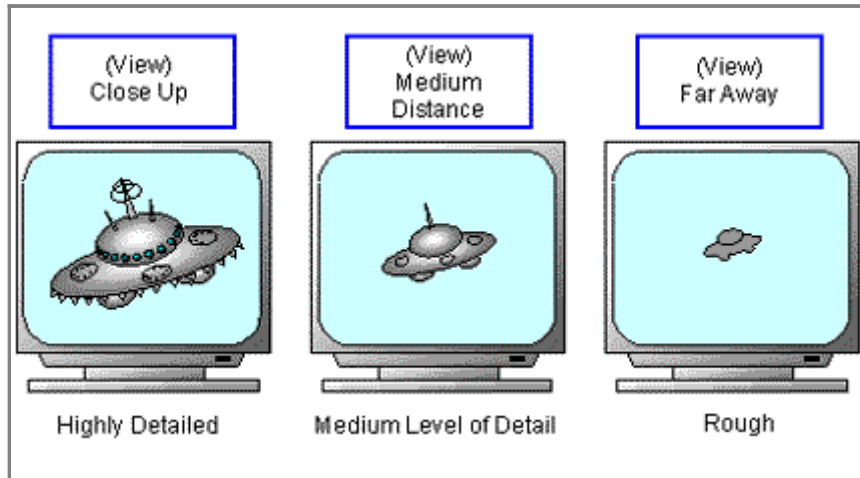 (View)
Close Up
(View)
Medium
Distance
(View)
Far Away
Highly Detailed
Medium Level of Detail
Rough